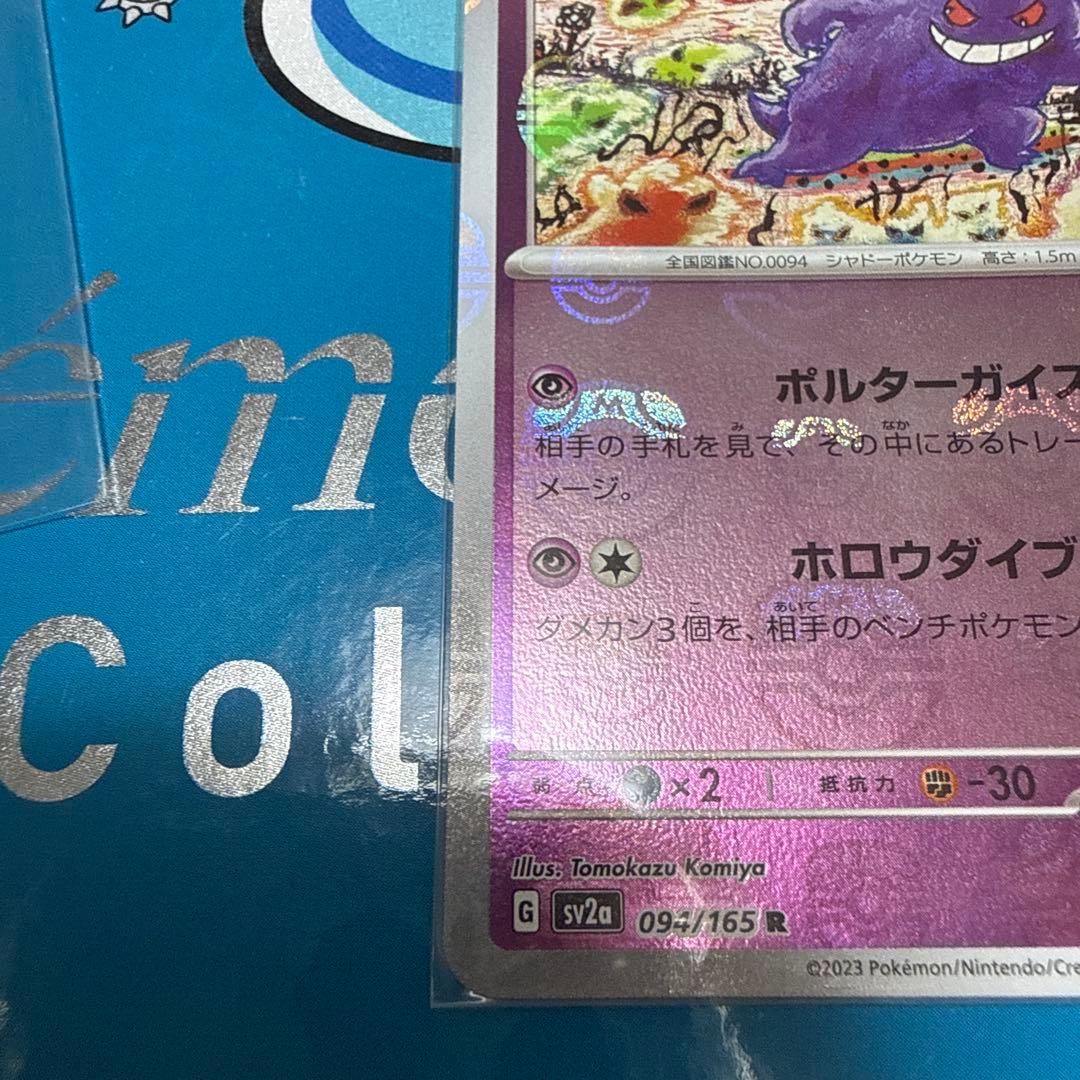 ém
Col
全国図鑑NO.0094 シャドーポケモン 高さ：1.5m
ポルターガイス
相手の手札を見て、その中にあるトレー
メージ。
ホロウダイブ
ダメカン3個を、相手のベンチポケモン
弱点 ×2 抵抗力 -30
Illus. Tomokazu Komiya
G sv2a 094/165 R
©2023 Pokémon/Nintendo/Cre